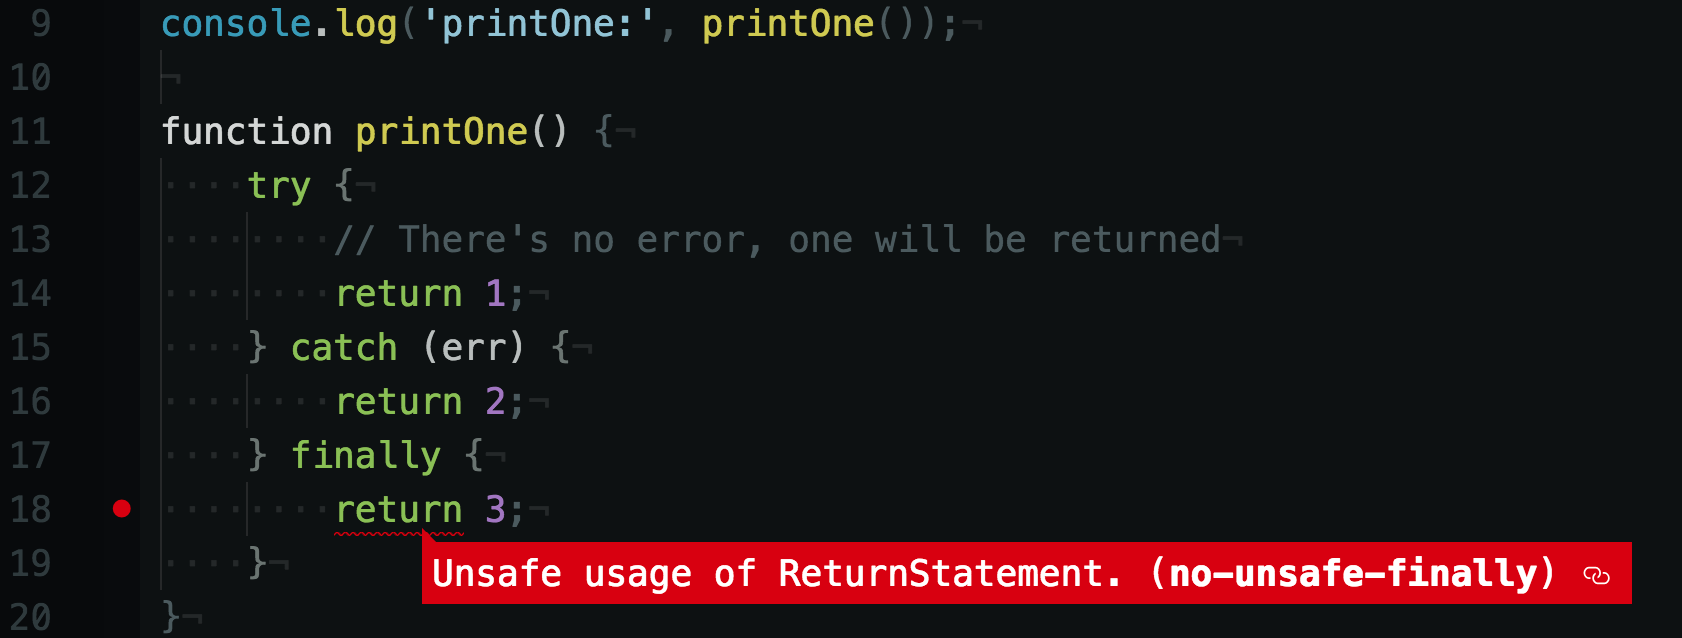 9 console.log('printOne:', printOne());¬
10 ¬
11 function printOne() {¬
12 ····try {¬
13 ········// There's no error, one will be returned¬
14 ········return 1;¬
15 ····} catch (err) {¬
16 ········return 2;¬
17 ····} finally {¬
18 ········return 3;¬
19 ····}¬
Unsafe usage of ReturnStatement. (no-unsafe-finally)
20 }¬